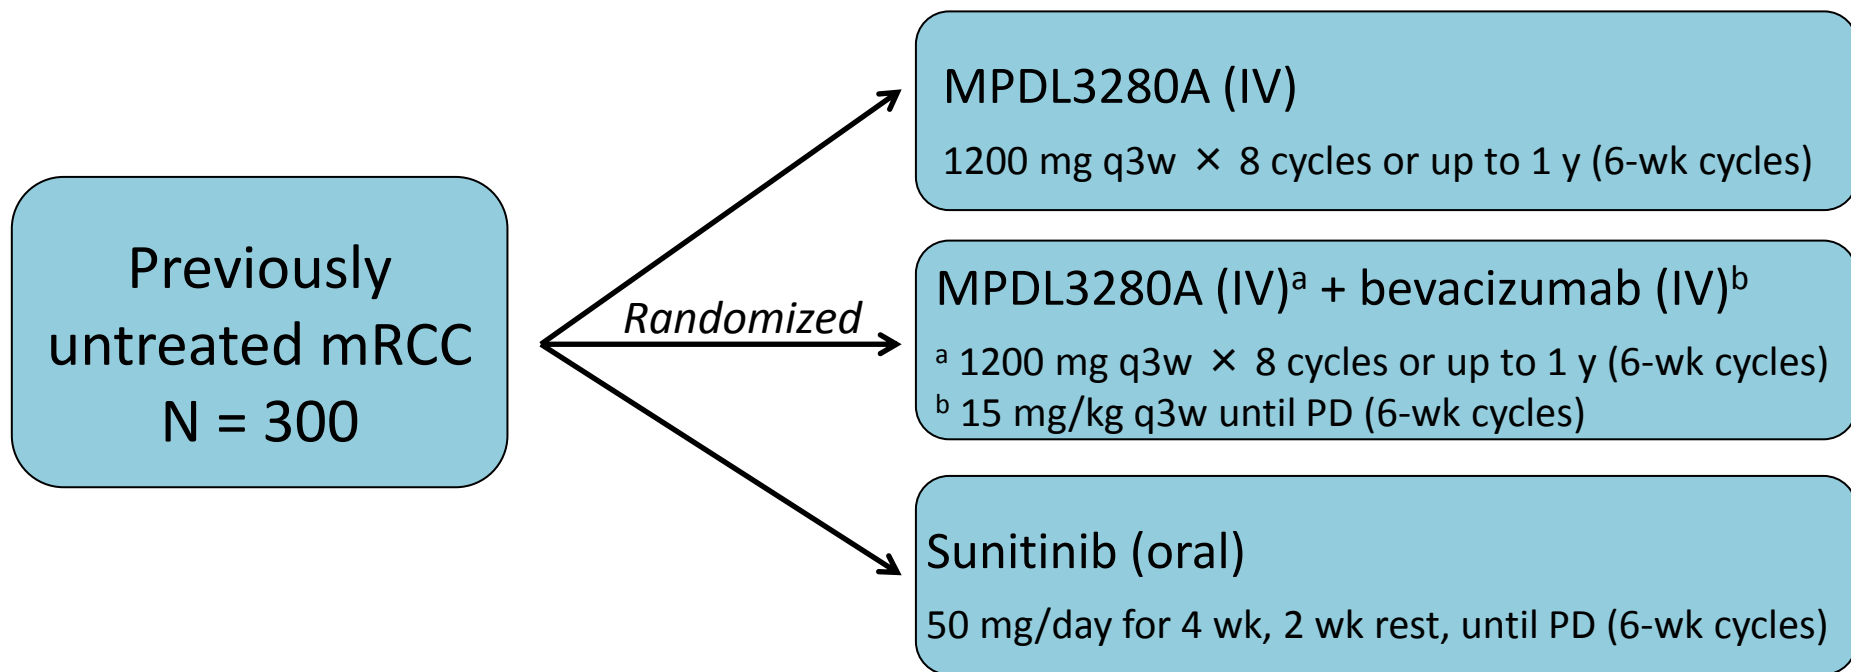 Previously
untreated mRCC
N = 300
Randomized
MPDL3280A (IV)
1200 mg q3w × 8 cycles or up to 1 y (6-wk cycles)
MPDL3280A (IV)ᵃ + bevacizumab (IV)ᵇ
ᵃ 1200 mg q3w × 8 cycles or up to 1 y (6-wk cycles)
ᵇ 15 mg/kg q3w until PD (6-wk cycles)
Sunitinib (oral)
50 mg/day for 4 wk, 2 wk rest, until PD (6-wk cycles)